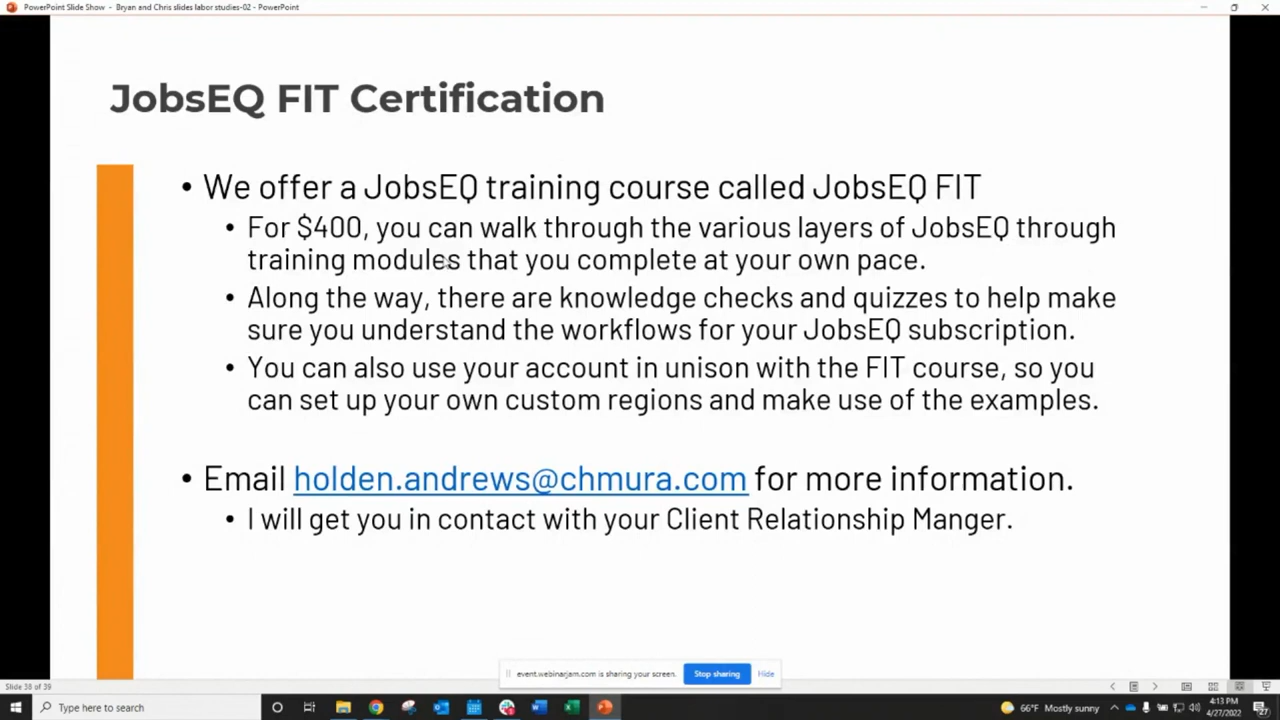 PowerPoint Slide Show - Bryan and Chris slides labor studies-02 - PowerPoint
JobsEQ FIT Certification
• We offer a JobsEQ training course called JobsEQ FIT
• For $400, you can walk through the various layers of JobsEQ through
training modules that you complete at your own pace.
• Along the way, there are knowledge checks and quizzes to help make
sure you understand the workflows for your JobsEQ subscription.
• You can also use your account in unison with the FIT course, so you
can set up your own custom regions and make use of the examples.
• Email holden.andrews@chmura.com for more information.
• I will get you in contact with your Client Relationship Manger.
event.webinarjam.com is sharing your screen.
Stop sharing
Hide
Slide 38 of 39
Type here to search
66°F Mostly sunny
4:13 PM
4/27/2022
27